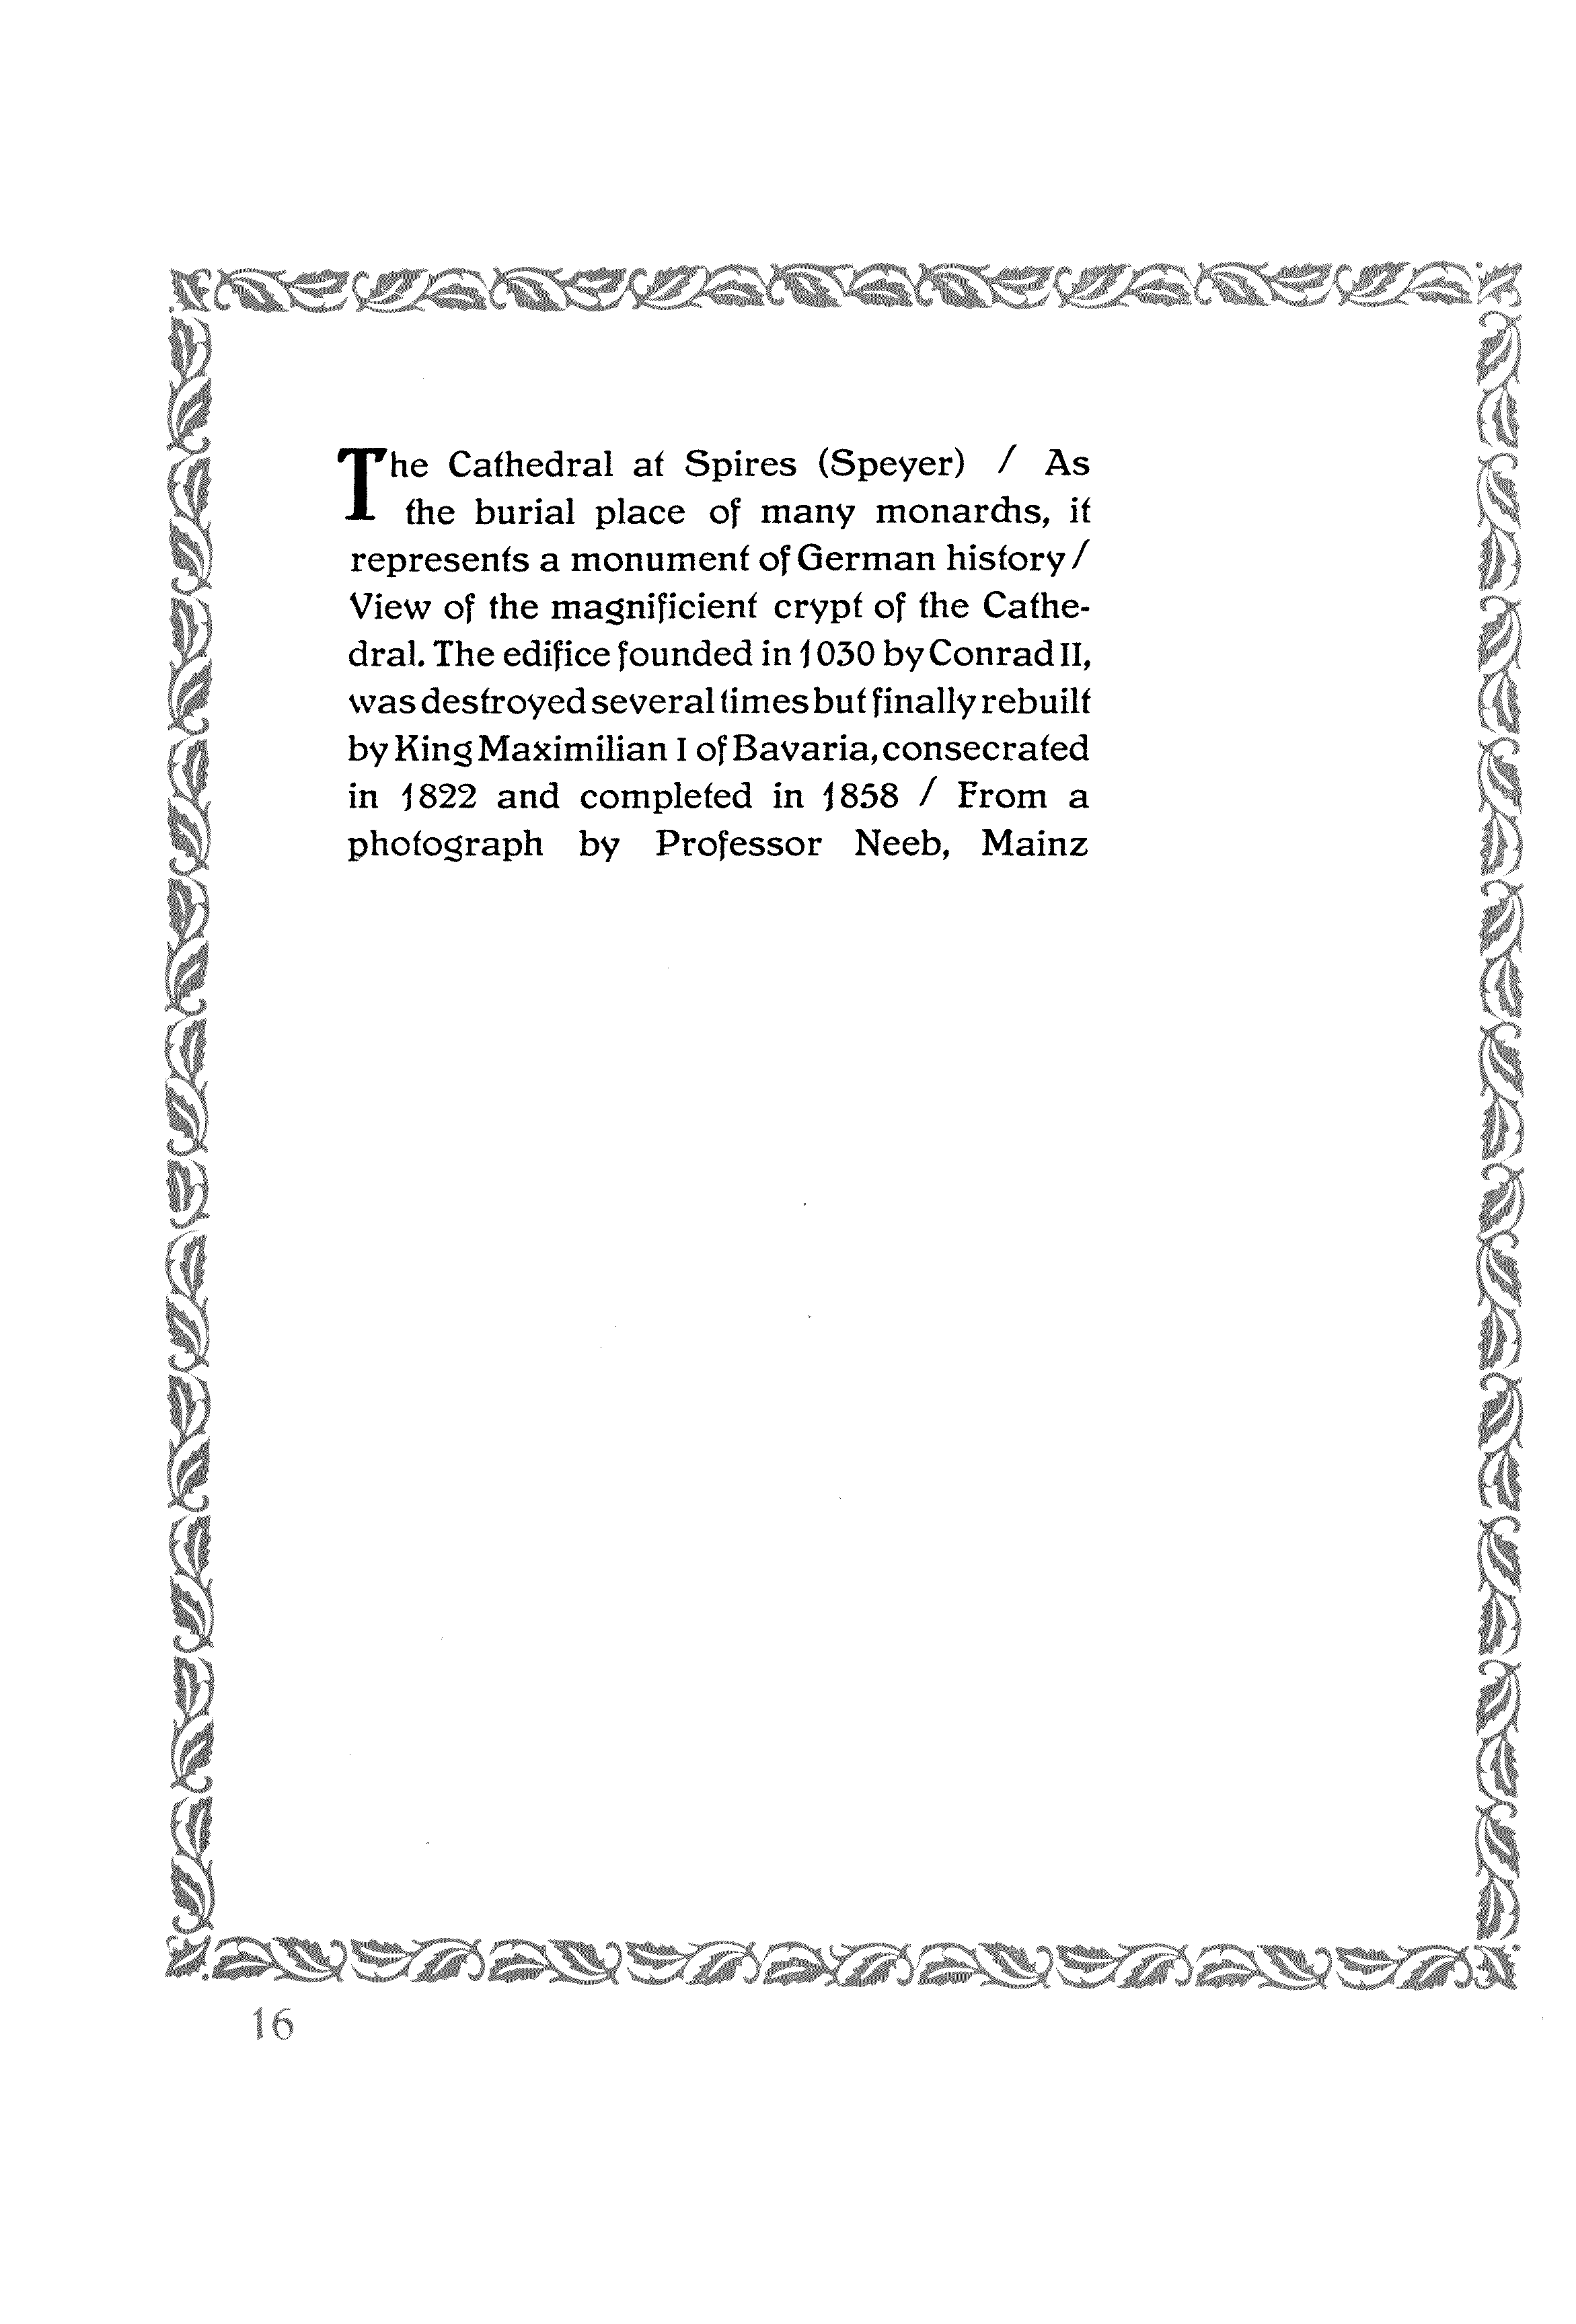 The Cathedral at Spires (Speyer) / As
the burial place of many monarchs, it
represents a monument of German history /
View of the magnificient crypt of the Cathe-
dral. The edifice founded in 1030 by Conrad II,
was destroyed several times but finally rebuilt
by King Maximilian I of Bavaria, consecrated
in 1822 and completed in 1858 / From a
photograph by Professor Neeb, Mainz
16